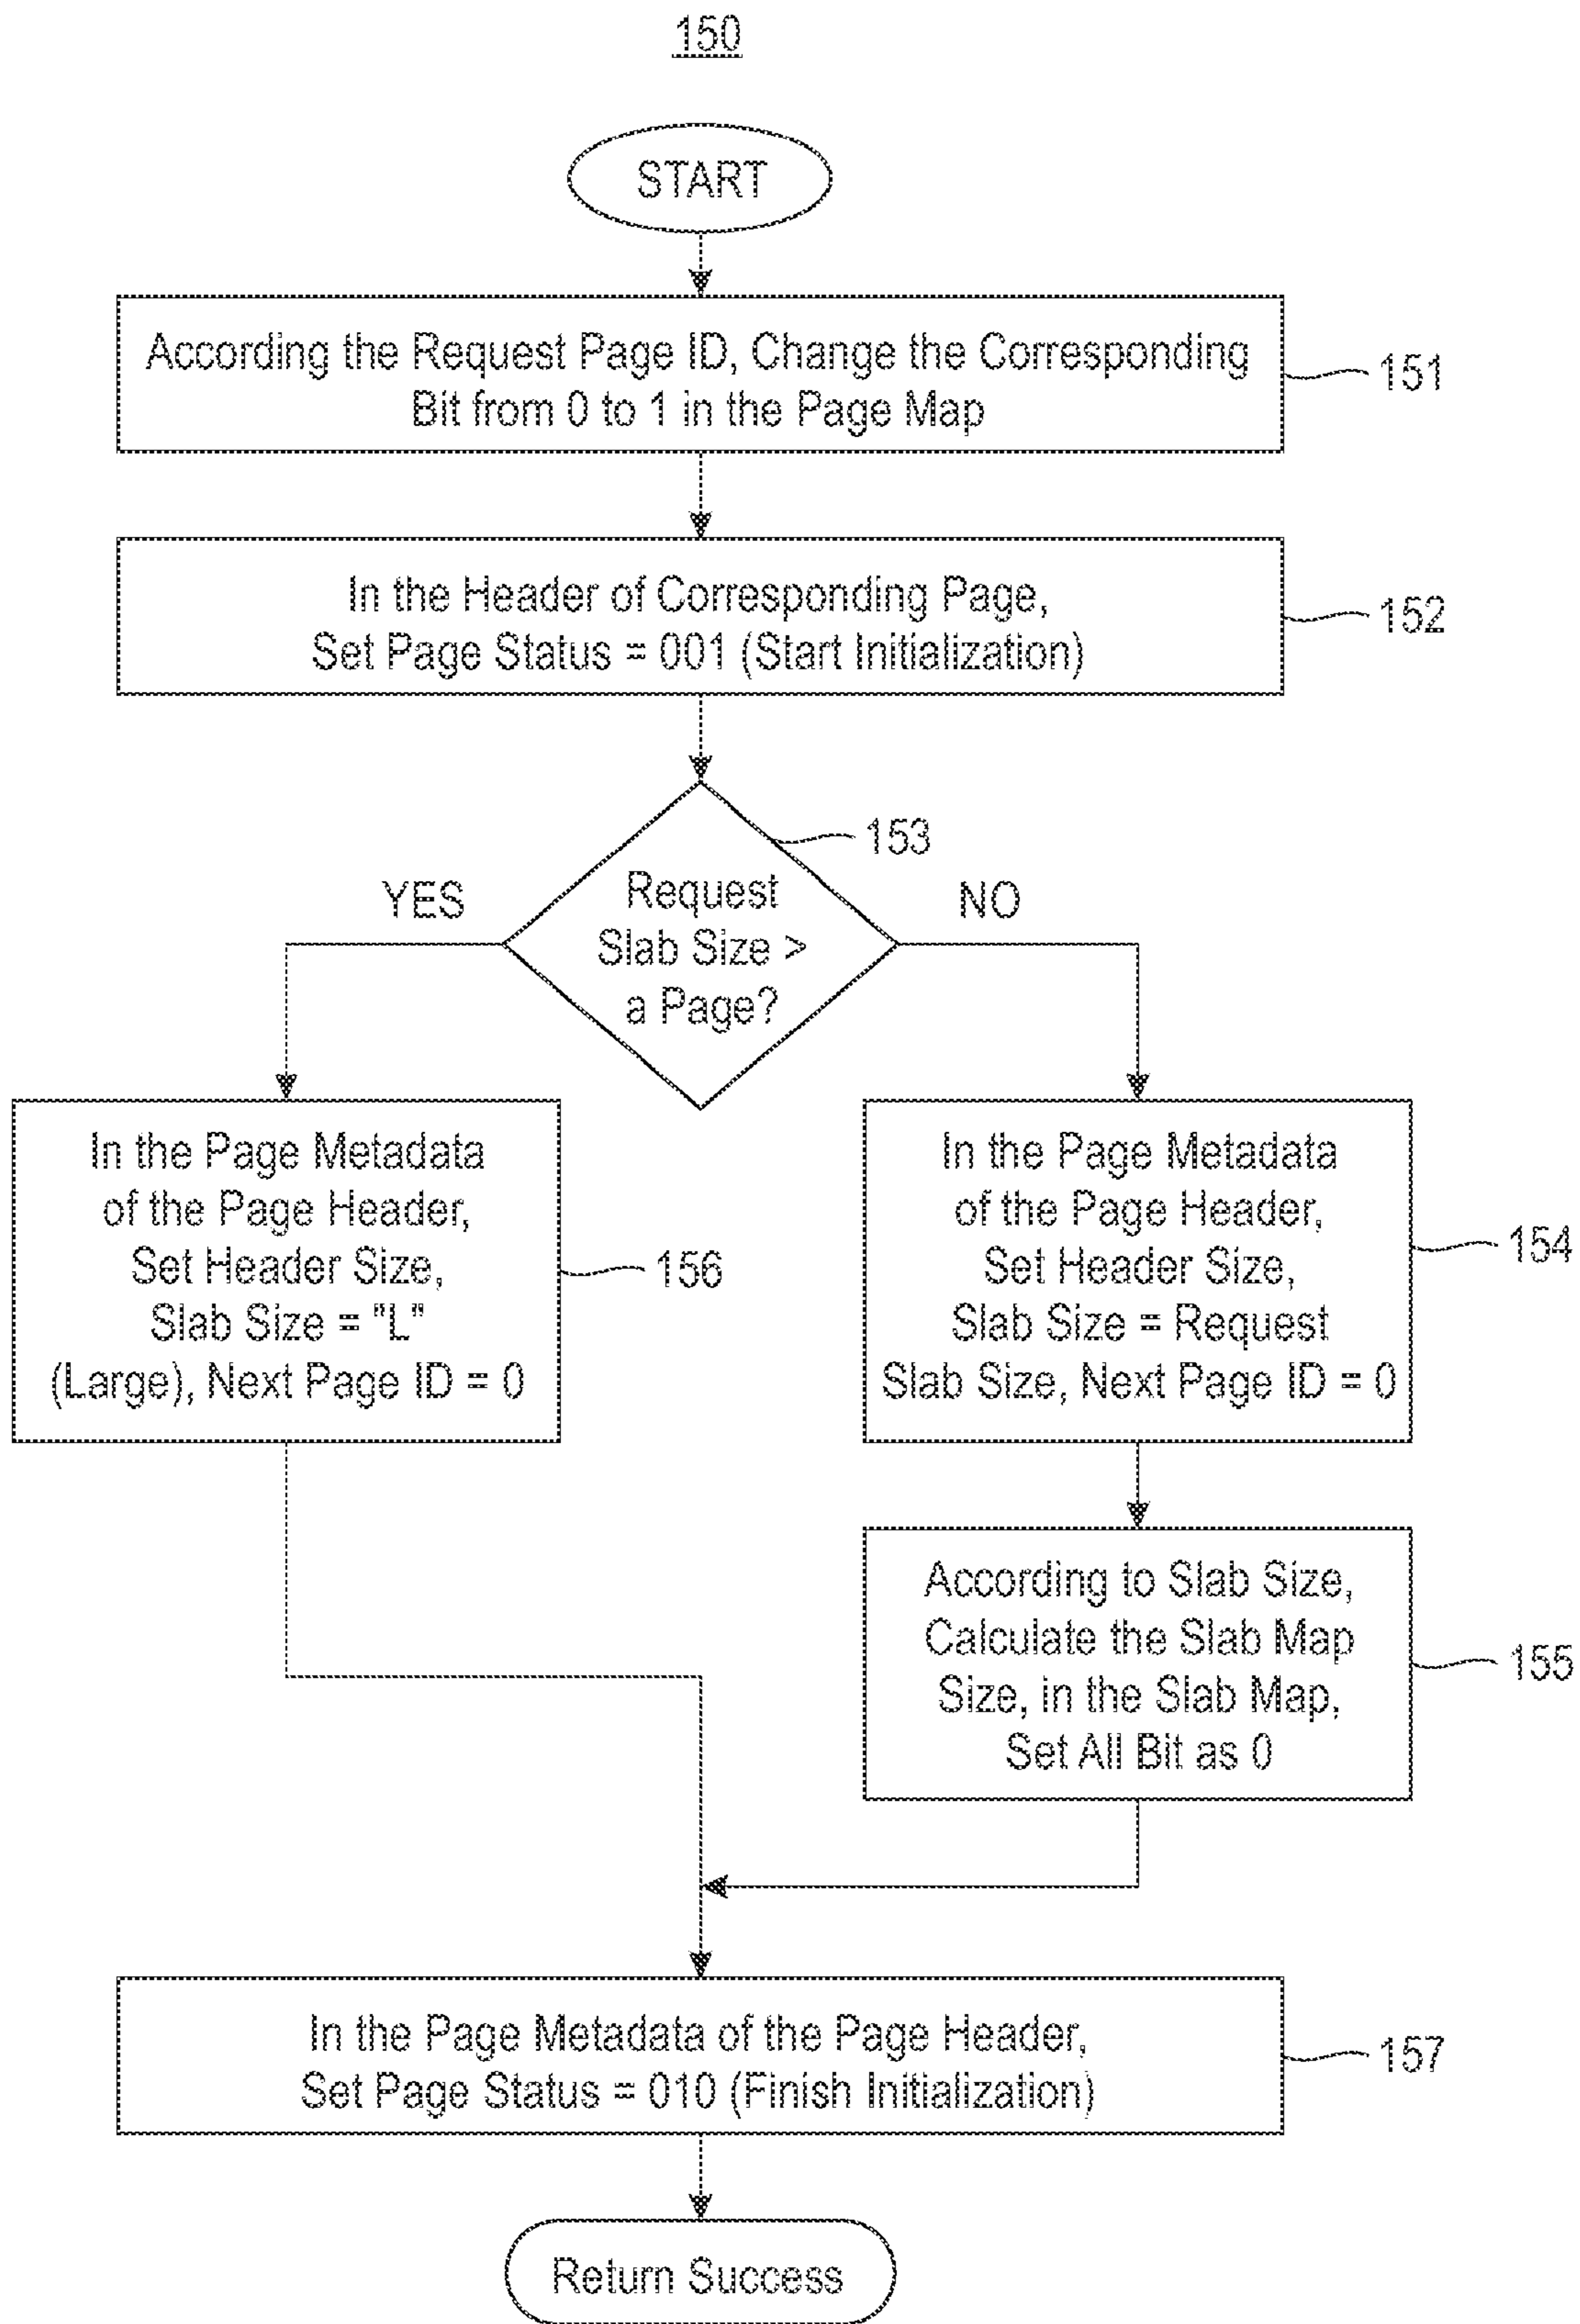 150
START
According the Request Page ID, Change the Corresponding
Bit from 0 to 1 in the Page Map
151
In the Header of Corresponding Page,
Set Page Status = 001 (Start Initialization)
152
153
YES
Request
Slab Size >
a Page?
NO
In the Page Metadata
of the Page Header,
Set Header Size,
Slab Size = "L"
(Large), Next Page ID = 0
156
In the Page Metadata
of the Page Header,
Set Header Size,
Slab Size = Request
Slab Size, Next Page ID = 0
154
According to Slab Size,
Calculate the Slab Map
Size, in the Slab Map,
Set All Bit as 0
155
In the Page Metadata of the Page Header,
Set Page Status = 010 (Finish Initialization)
157
Return Success